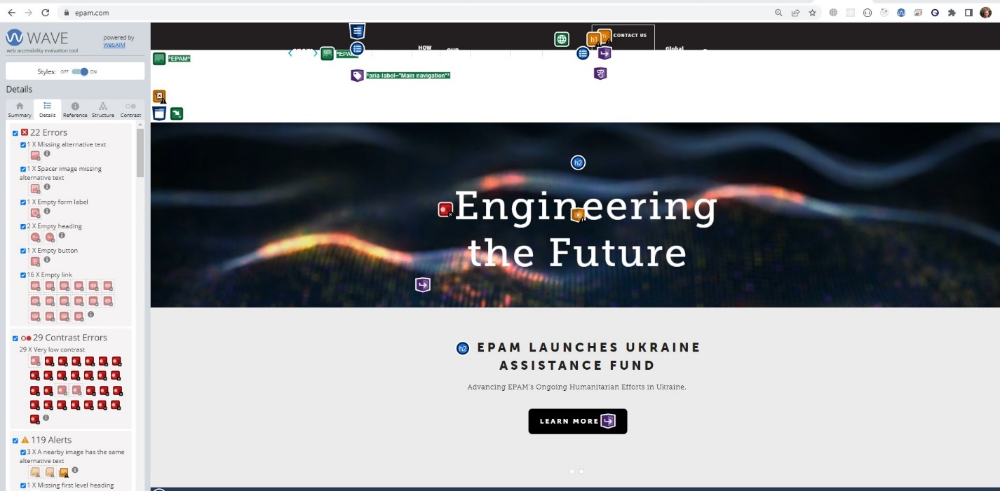 epam.com
WAVE
web accessibility evaluation tool
powered by
WebAIM
Styles: OFF ON
Details
Summary Details Reference Structure Contrast
22 Errors
1 X Missing alternative text
1 X Spacer image missing
alternative text
1 X Empty form label
2 X Empty heading
1 X Empty button
16 X Empty link
29 Contrast Errors
29 X Very low contrast
119 Alerts
3 X A nearby image has the same
alternative text
1 X Missing first level heading
h1
CONTACT US
HOW
OUR
Global
*EPAM*
*EPAM*
*aria-label="Main navigation"*
h2
Engineering
the Future
h2 EPAM LAUNCHES UKRAINE
ASSISTANCE FUND
Advancing EPAM's Ongoing Humanitarian Efforts in Ukraine.
LEARN MORE